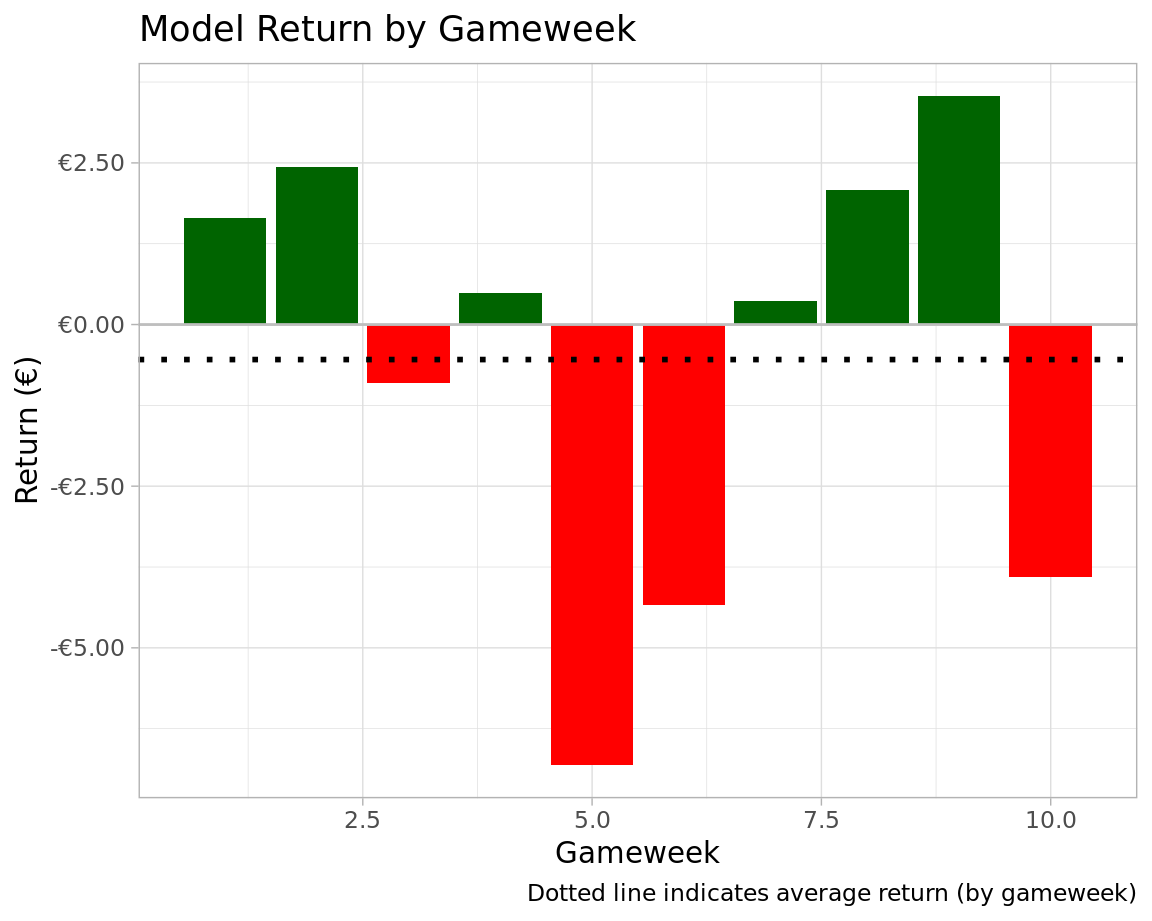 Model Return by Gameweek
€2.50
€0.00
-€2.50
-€5.00
Return (€)
2.5 5.0 7.5 10.0
Gameweek
Dotted line indicates average return (by gameweek)